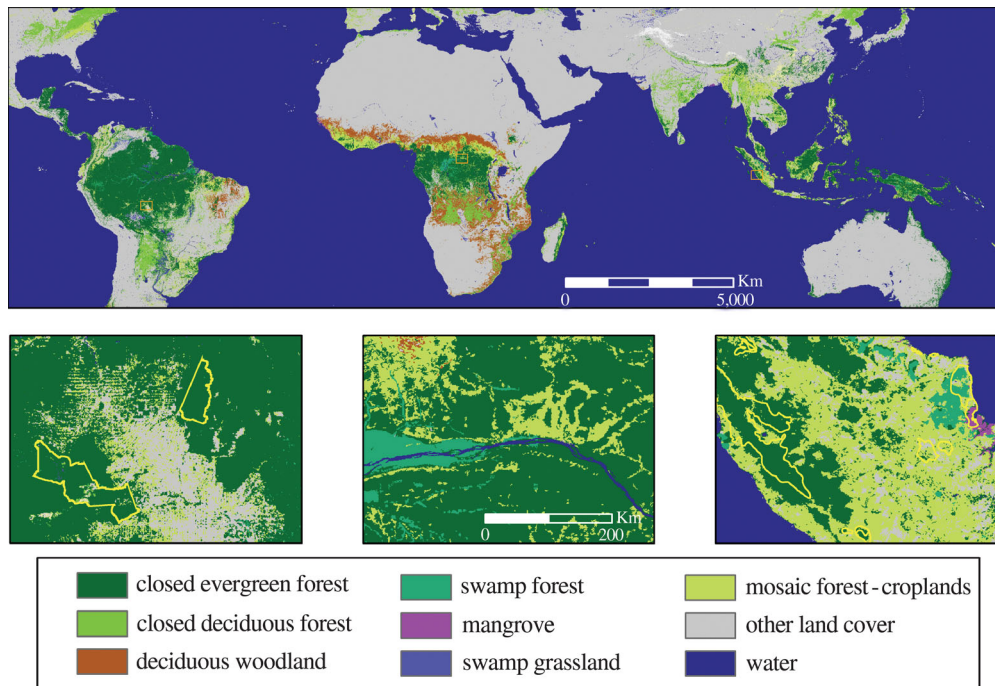 Km
0 5,000
Km
0 200
closed evergreen forest
swamp forest
mosaic forest-croplands
closed deciduous forest
mangrove
other land cover
deciduous woodland
swamp grassland
water